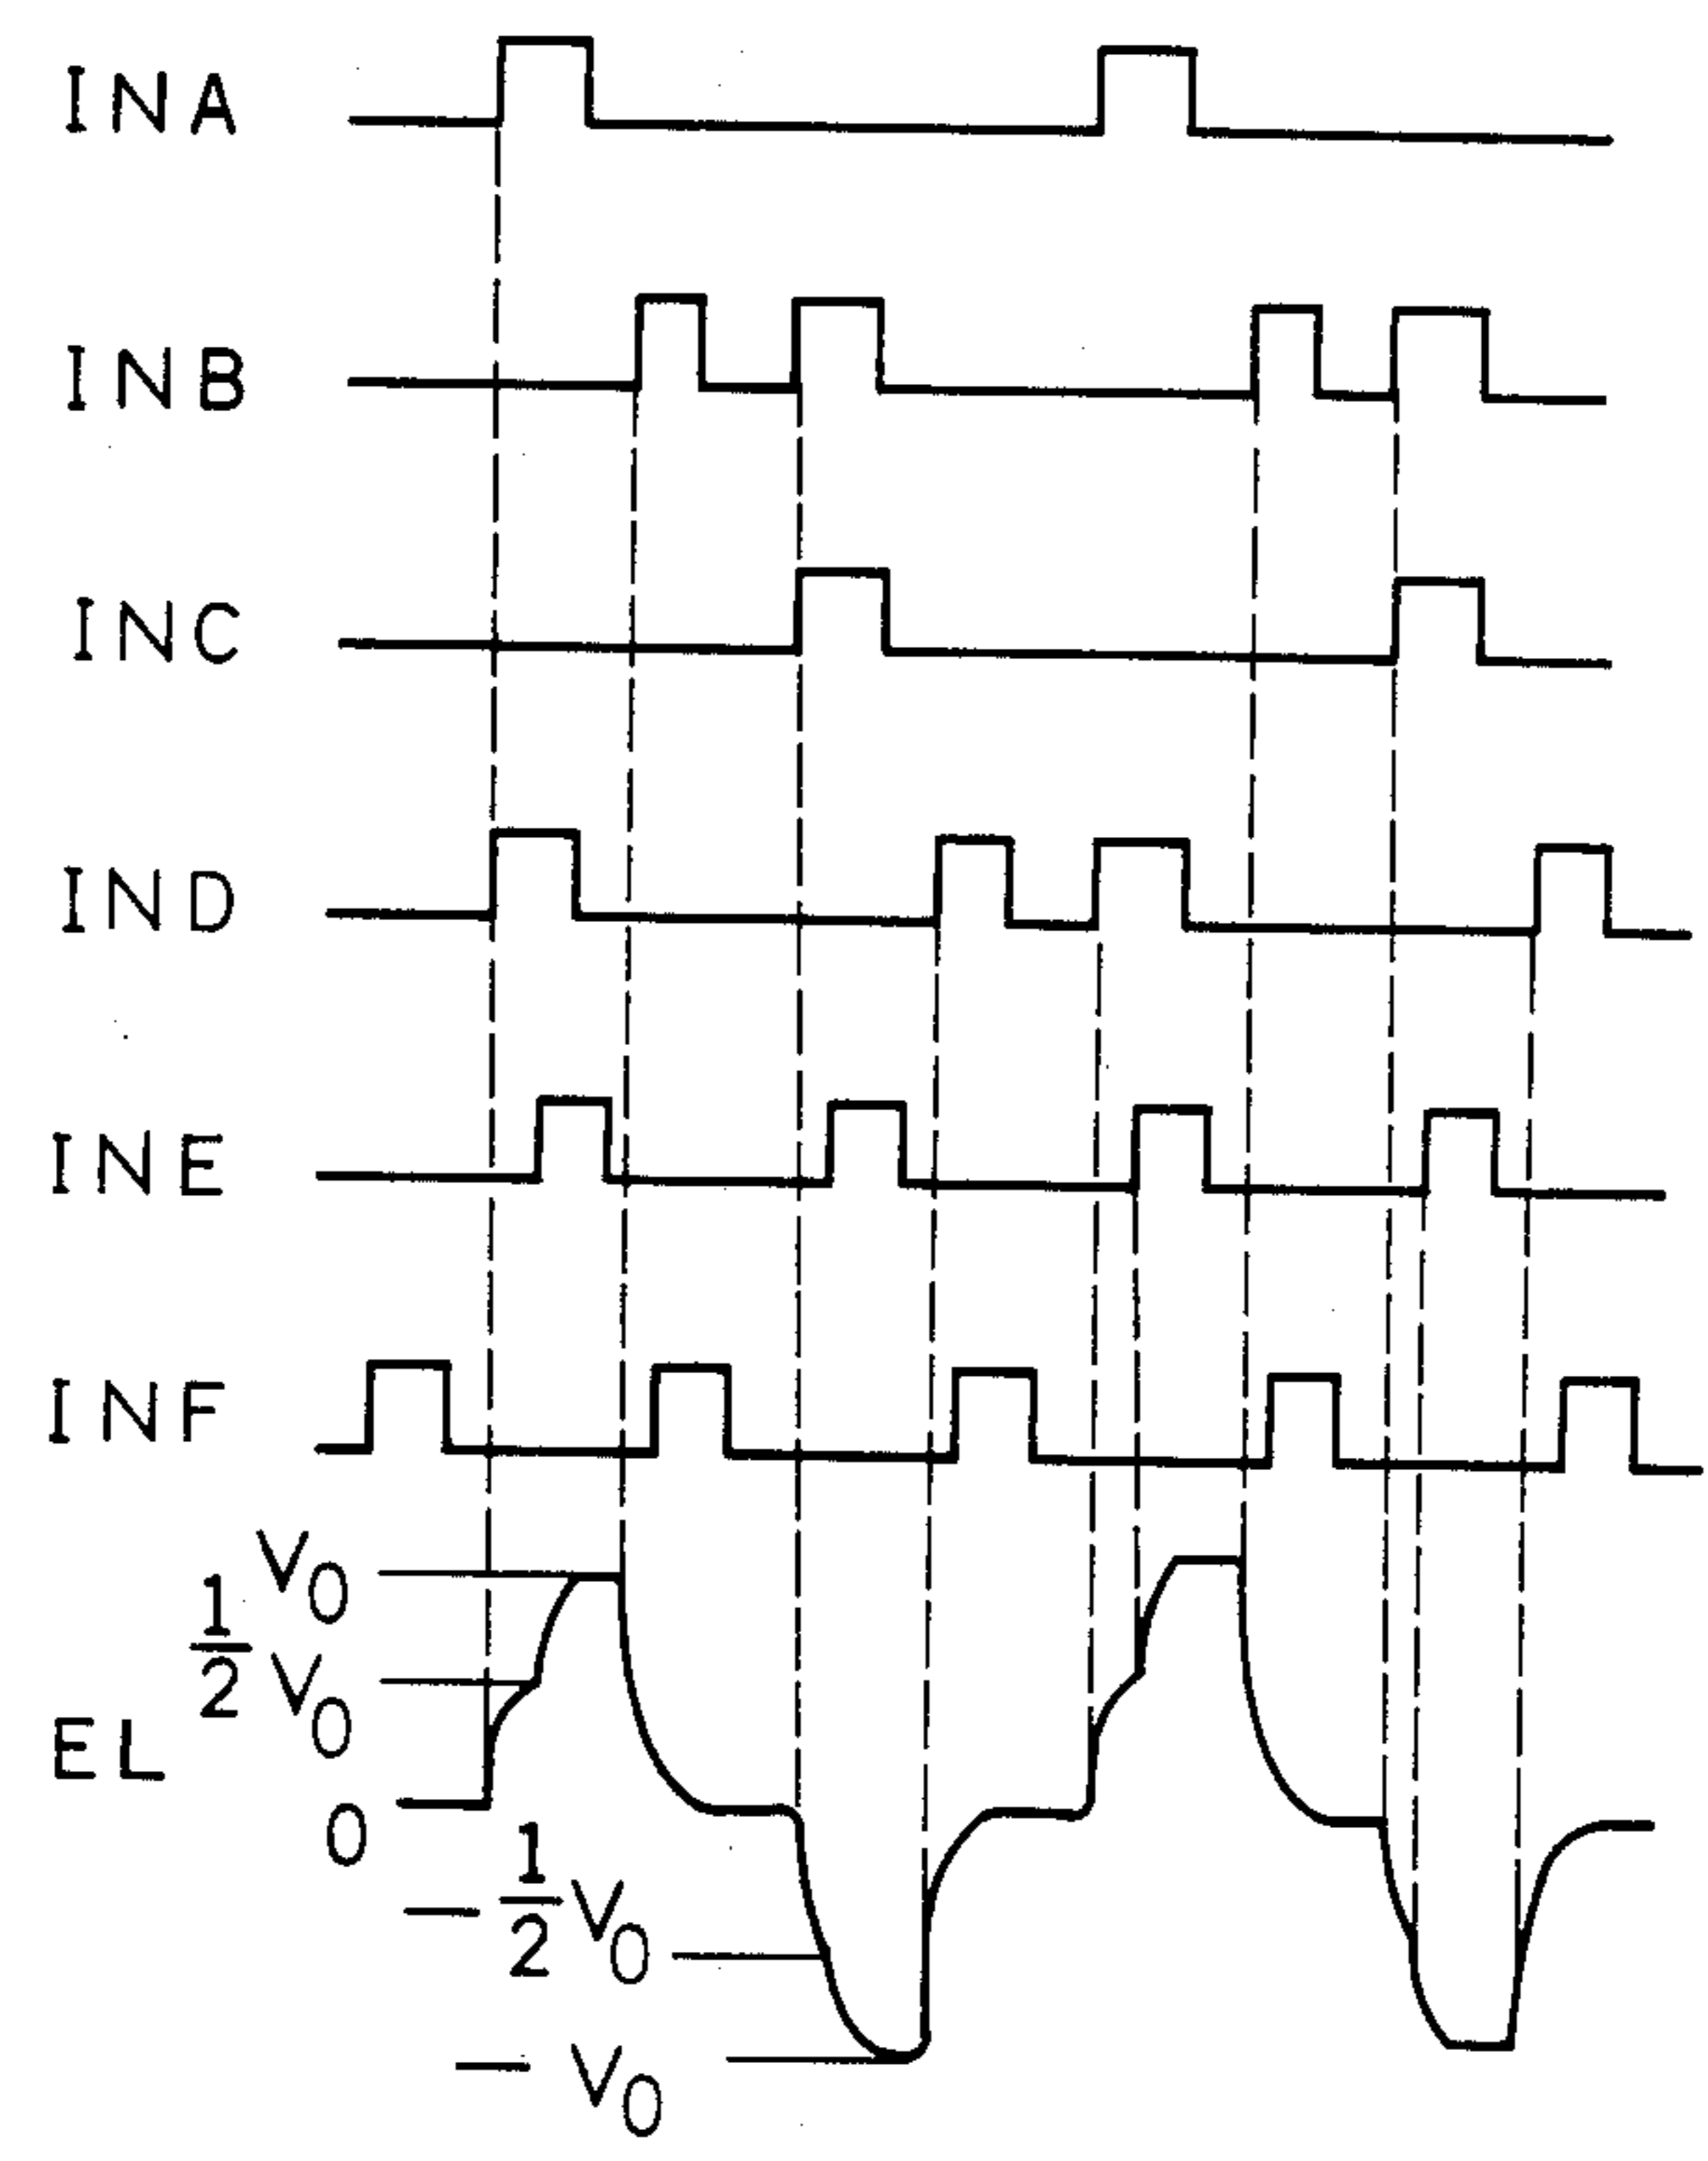 INA
INB
INC
IND
INE
INF
V0
1/2 V0
EL
0
- 1/2 V0
- V0